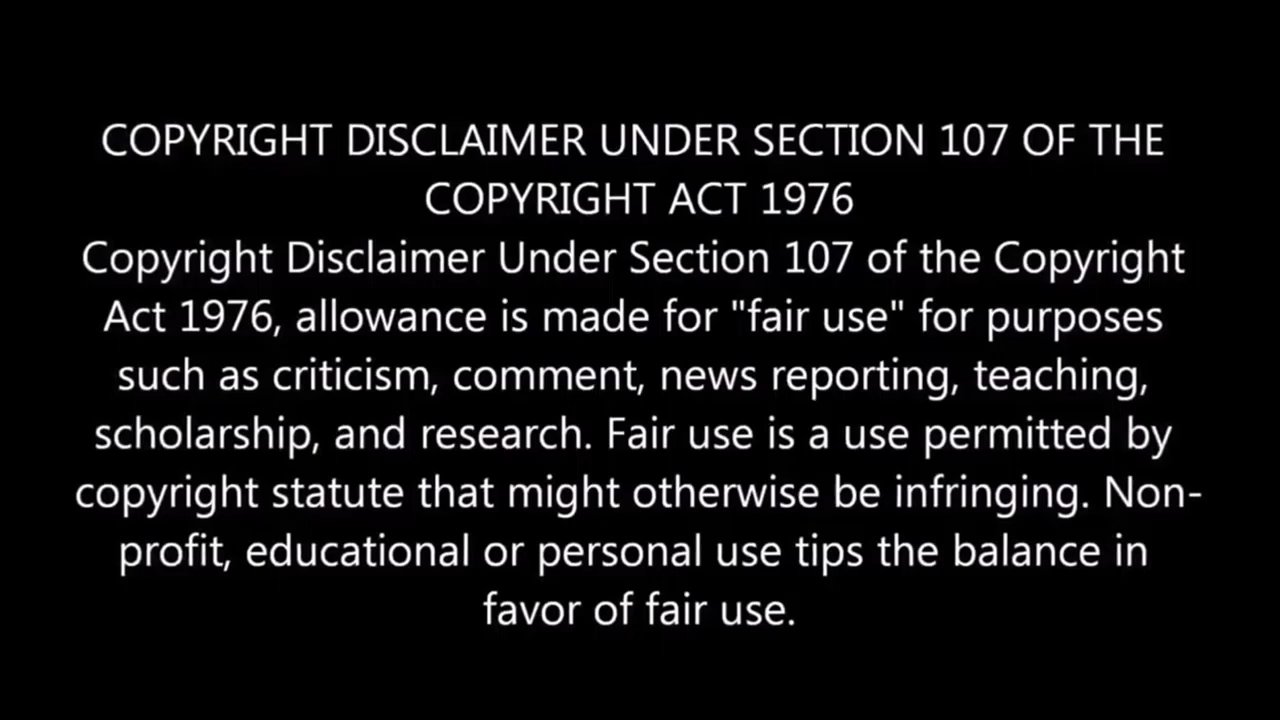 COPYRIGHT DISCLAIMER UNDER SECTION 107 OF THE
COPYRIGHT ACT 1976
Copyright Disclaimer Under Section 107 of the Copyright
Act 1976, allowance is made for "fair use" for purposes
such as criticism, comment, news reporting, teaching,
scholarship, and research. Fair use is a use permitted by
copyright statute that might otherwise be infringing. Non-
profit, educational or personal use tips the balance in
favor of fair use.